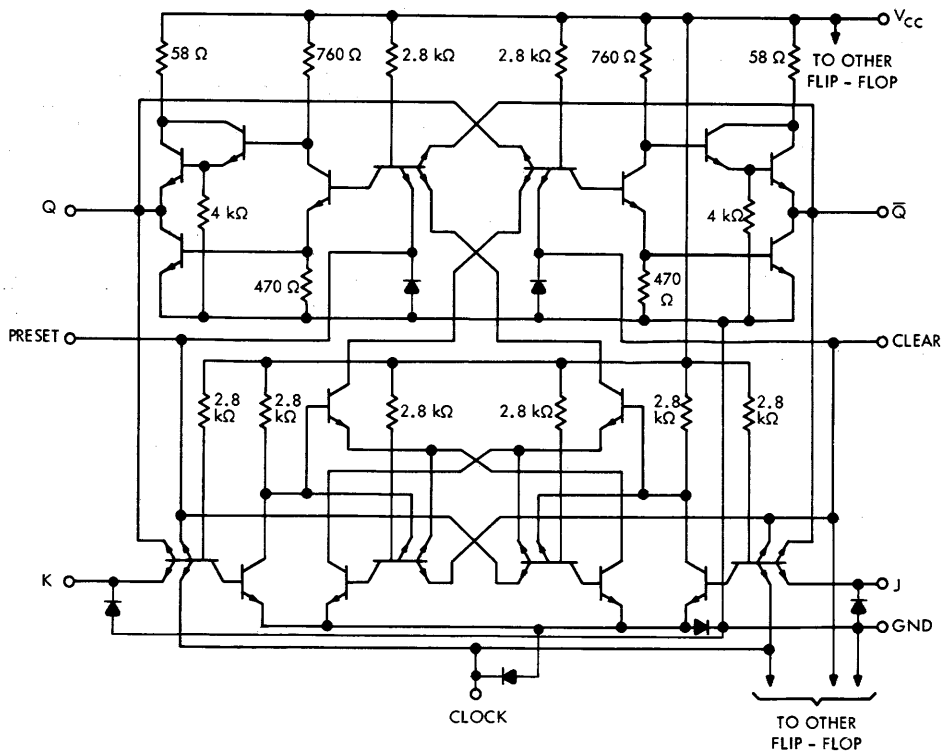 V_CC
58 Ω
760 Ω
2.8 kΩ
2.8 kΩ
760 Ω
58 Ω
TO OTHER
FLIP - FLOP
Q
4 kΩ
4 kΩ
Q̅
470 Ω
470
Ω
PRESET
CLEAR
2.8
kΩ
2.8
kΩ
2.8 kΩ
2.8 kΩ
2.8
kΩ
2.8
kΩ
K
J
GND
CLOCK
TO OTHER
FLIP - FLOP